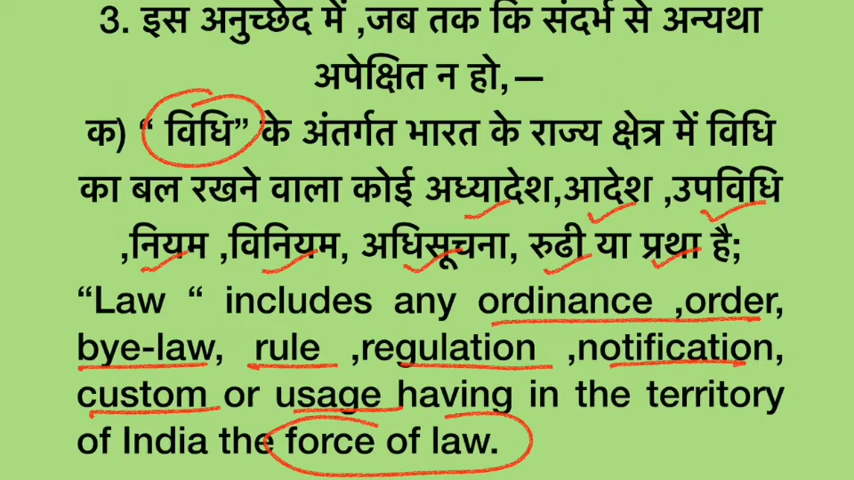 3. इस अनुच्छेद में ,जब तक कि संदर्भ से अन्यथा
अपेक्षित न हो,—
क) “ विधि” के अंतर्गत भारत के राज्य क्षेत्र में विधि
का बल रखने वाला कोई अध्यादेश,आदेश ,उपविधि
,नियम ,विनियम, अधिसूचना, रुढी या प्रथा है;
“Law “ includes any ordinance ,order,
bye-law, rule ,regulation ,notification,
custom or usage having in the territory
of India the force of law.